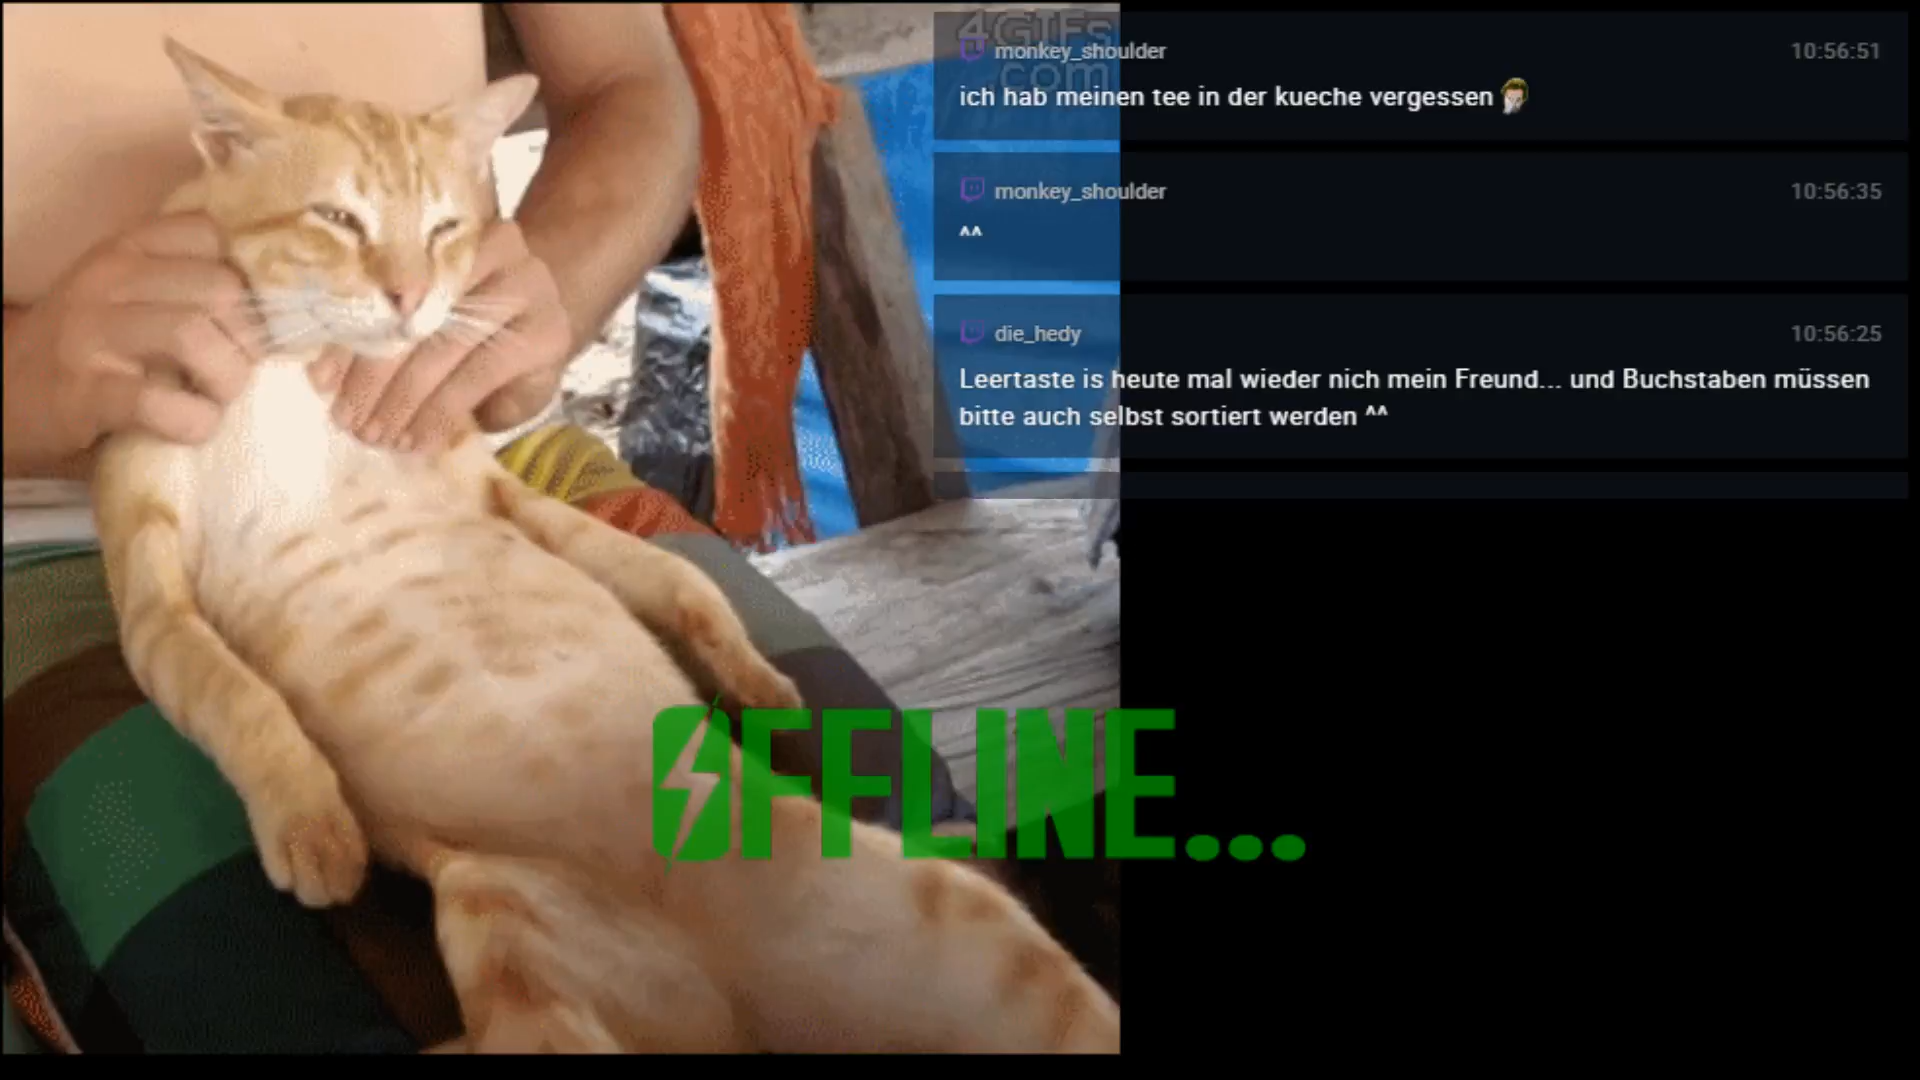 4GIFs
com
monkey_shoulder 10:56:51
ich hab meinen tee in der kueche vergessen
monkey_shoulder 10:56:35
^^
die_hedy 10:56:25
Leertaste is heute mal wieder nich mein Freund... und Buchstaben müssen
bitte auch selbst sortiert werden ^^
OFFLINE...